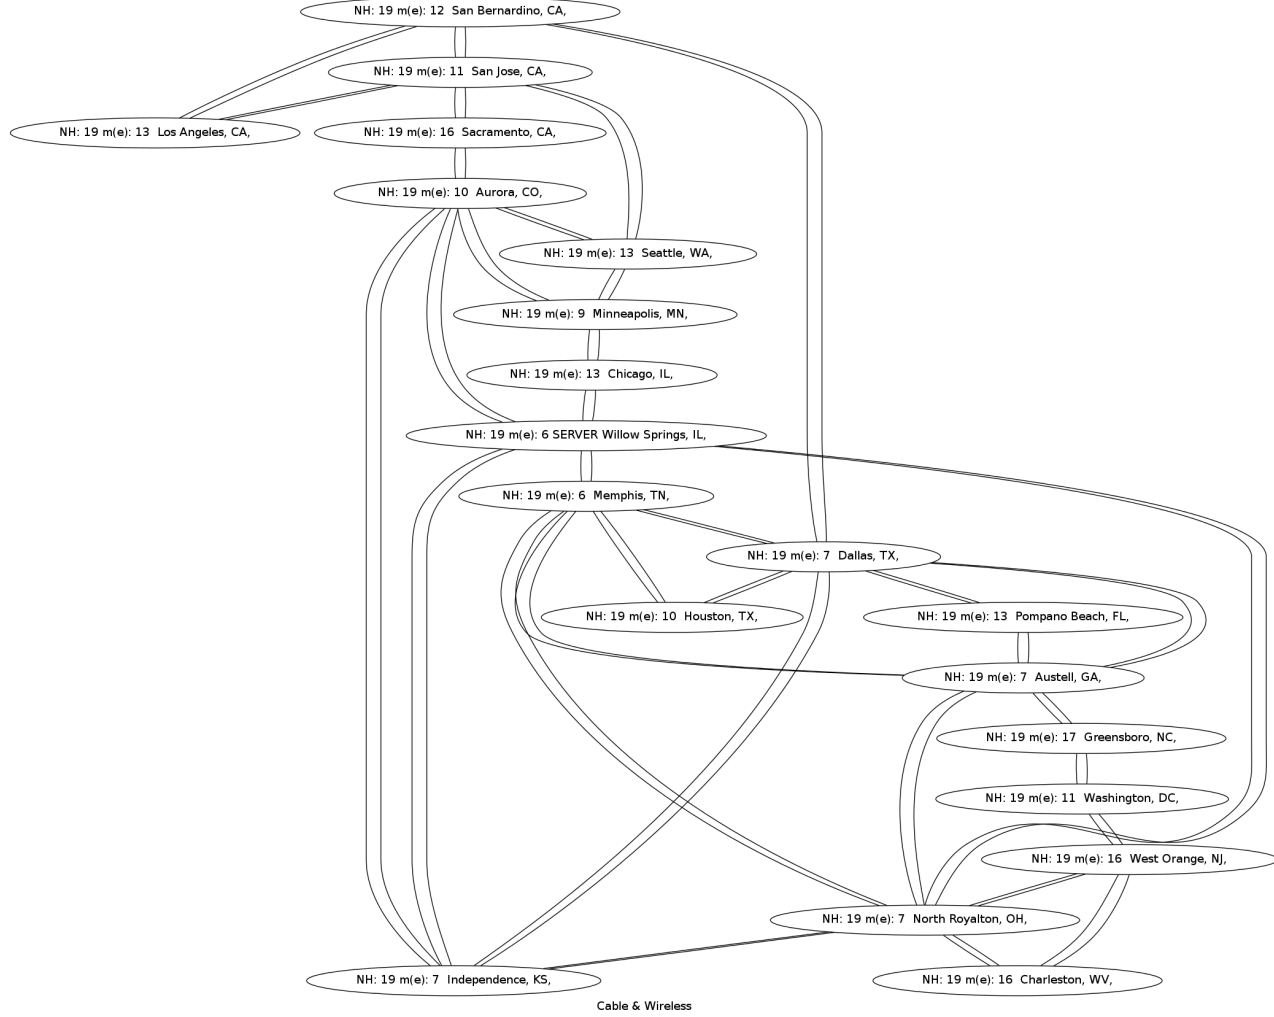 NH: 19 m(e): 12  San Bernardino, CA,
NH: 19 m(e): 11  San Jose, CA,
NH: 19 m(e): 13  Los Angeles, CA,
NH: 19 m(e): 16  Sacramento, CA,
NH: 19 m(e): 10  Aurora, CO,
NH: 19 m(e): 13  Seattle, WA,
NH: 19 m(e): 9  Minneapolis, MN,
NH: 19 m(e): 13  Chicago, IL,
NH: 19 m(e): 6 SERVER Willow Springs, IL,
NH: 19 m(e): 6  Memphis, TN,
NH: 19 m(e): 7  Dallas, TX,
NH: 19 m(e): 10  Houston, TX,
NH: 19 m(e): 13  Pompano Beach, FL,
NH: 19 m(e): 7  Austell, GA,
NH: 19 m(e): 17  Greensboro, NC,
NH: 19 m(e): 11  Washington, DC,
NH: 19 m(e): 16  West Orange, NJ,
NH: 19 m(e): 7  North Royalton, OH,
NH: 19 m(e): 7  Independence, KS,
NH: 19 m(e): 16  Charleston, WV,
Cable & Wireless